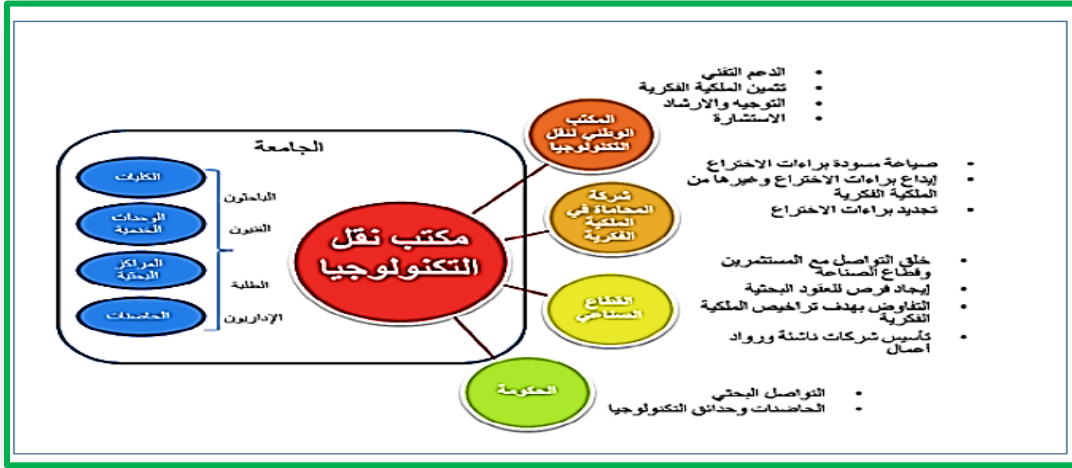 الدعم التقني
تثمين الملكية الفكرية
التوجيه والارشاد
الاستشارة
المكتب
الوطني لنقل
التكنولوجيا
صياغة مسودة براءات الاختراع
إيداع براءات الاختراع وغيرها من
الملكية الفكرية
تجديد براءات الاختراع
شركة
المحاماة في
الملكية
الفكرية
خلق التواصل مع المستثمرين
وقطاع الصناعة
إيجاد فرص للعقود البحثية
التفاوض بهدف تراخيص الملكية
الفكرية
تأسيس شركات ناشئة ورواد
أعمال
القطاع
الصناعي
التواصل البحثي
الحاضنات وحدائق التكنولوجيا
الحكومة
مكتب نقل
التكنولوجيا
الجامعة
الباحثون
الفنيون
الطلبة
الإداريون
الكليات
الوحدات
الخدمية
المراكز
البحثية
الحاضنات